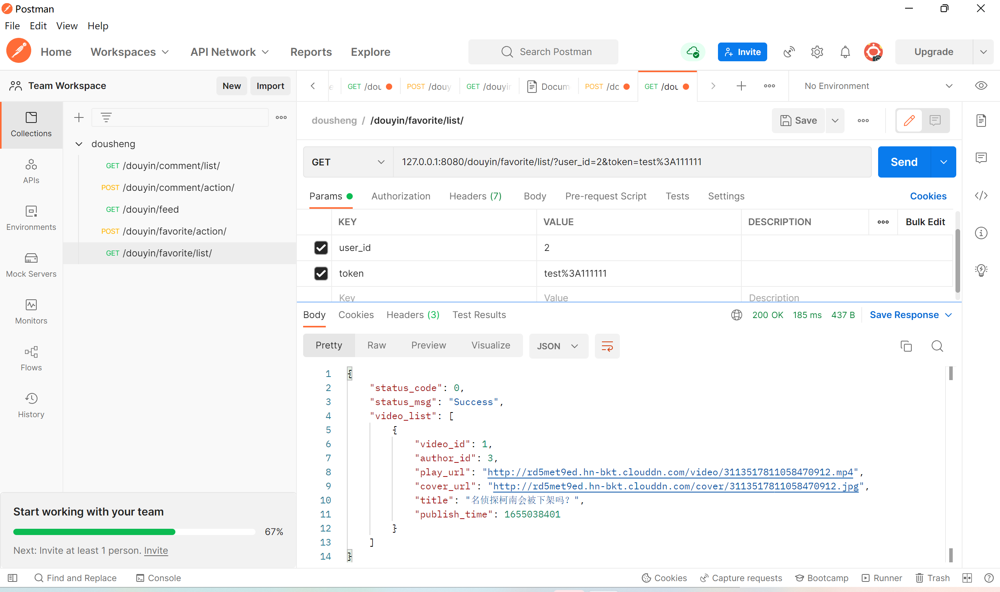 Postman
File Edit View Help
Home Workspaces API Network Reports Explore Search Postman Invite Upgrade
Team Workspace New Import
GET /dou POST /douy GET /douyin Docum POST /do GET /dou No Environment
Collections
APIs
Environments
Mock Servers
Monitors
Flows
History
dousheng
GET /douyin/comment/list/
POST /douyin/comment/action/
GET /douyin/feed
POST /douyin/favorite/action/
GET /douyin/favorite/list/
Start working with your team
67%
Next: Invite at least 1 person. Invite
dousheng / /douyin/favorite/list/ Save
GET 127.0.0.1:8080/douyin/favorite/list/?user_id=2&token=test%3A111111 Send
Params Authorization Headers (7) Body Pre-request Script Tests Settings Cookies
KEY VALUE DESCRIPTION Bulk Edit
user_id 2
token test%3A111111
Key Value Description
Body Cookies Headers (3) Test Results 200 OK 185 ms 437 B Save Response
Pretty Raw Preview Visualize JSON
1 {
2 "status_code": 0,
3 "status_msg": "Success",
4 "video_list": [
5 {
6 "video_id": 1,
7 "author_id": 3,
8 "play_url": "http://rd5met9ed.hn-bkt.clouddn.com/video/3113517811058470912.mp4",
9 "cover_url": "http://rd5met9ed.hn-bkt.clouddn.com/cover/3113517811058470912.jpg",
10 "title": "名侦探柯南会被下架吗？",
11 "publish_time": 1655038401
12 }
13 ]
14 }
Find and Replace Console Cookies Capture requests Bootcamp Runner Trash